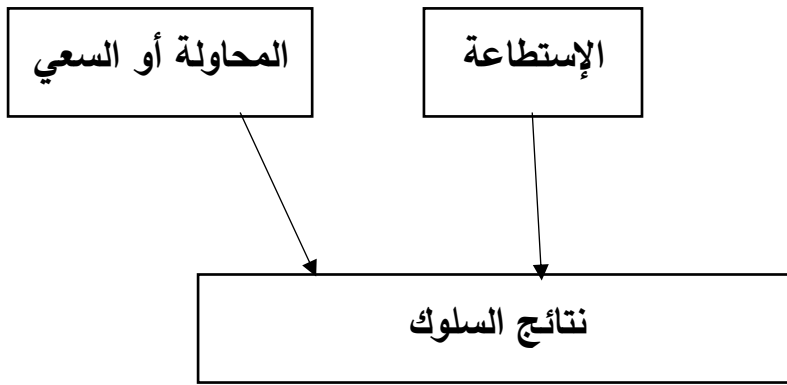 الإستطاعة
المحاولة أو السعي
نتائج السلوك